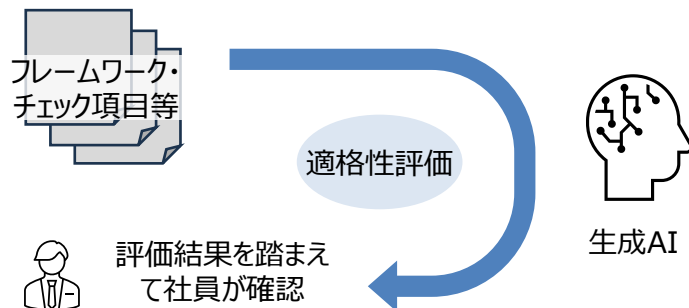 フレームワーク・
チェック項目等
適格性評価
生成AI
評価結果を踏まえ
て社員が確認